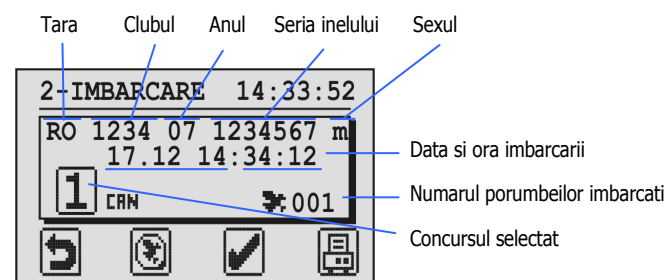 Tara Clubul Anul Seria inelului Sexul
2-IMBARCARE 14:33:52
RO 1234 07 1234567 m
17.12 14:34:12
Data si ora imbarcarii
1 CAN 001
Numarul porumbeilor imbarcati
Concursul selectat